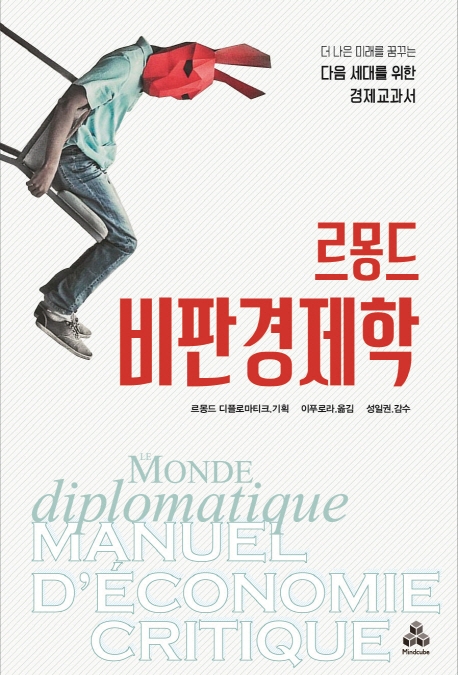 더 나은 미래를 꿈꾸는
다음 세대를 위한
경제교과서
르몽드
비판경제학
르몽드 디플로마티크.기획 이푸로라.옮김 성일권.감수
LE MONDE
diplomatique
MANUEL
D'ÉCONOMIE
CRITIQUE
Mindcube